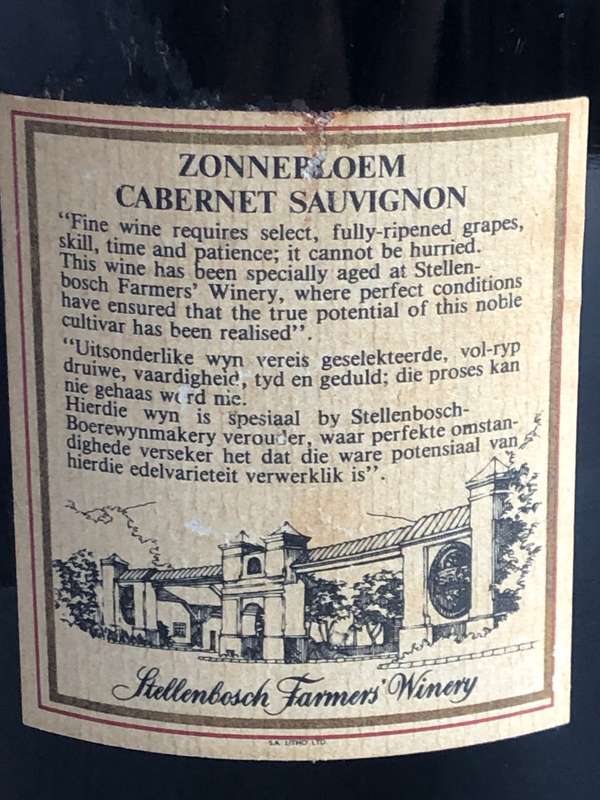 ZONNEBLOEM
CABERNET SAUVIGNON
“Fine wine requires select, fully-ripened grapes,
skill, time and patience; it cannot be hurried.
This wine has been specially aged at Stellen-
bosch Farmers’ Winery, where perfect conditions
have ensured that the true potential of this noble
cultivar has been realised”.
“Uitsonderlike wyn vereis geselekteerde, vol-ryp
druiwe, vaardigheid, tyd en geduld; die proses kan
nie gehaas word nie.
Hierdie wyn is spesiaal by Stellenbosch-
Boerewynmakery verouder, waar perfekte omstan-
dighede verseker het dat die ware potensiaal van
hierdie edelvarieteit verwerklik is”.
Stellenbosch Farmers’ Winery
S.A. LITHO LTD